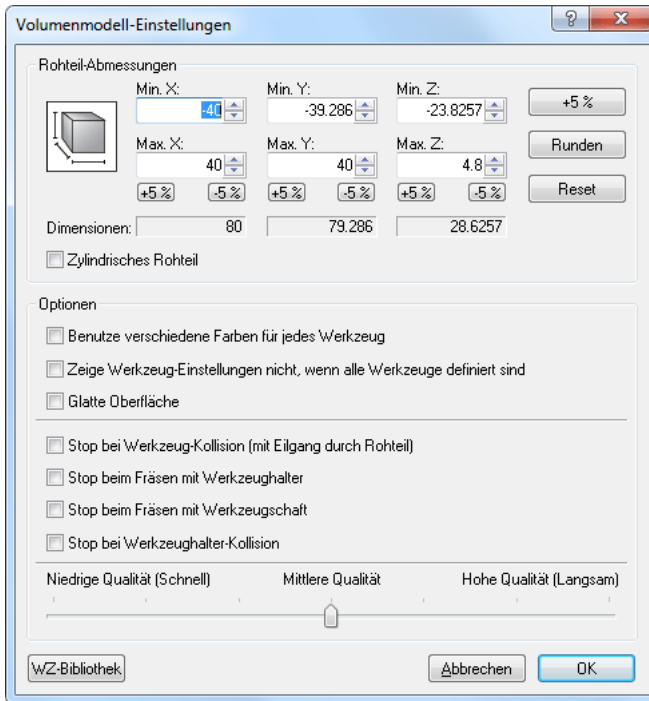 Volumenmodell-Einstellungen
Rohteil-Abmessungen
Min. X: Min. Y: Min. Z:
-40 -39.286 -23.8257 +5 %
Max. X: Max. Y: Max. Z: Runden
40 40 4.8
+5 % -5 % +5 % -5 % +5 % -5 % Reset
Dimensionen: 80 79.286 28.6257
Zylindrisches Rohteil
Optionen
Benutze verschiedene Farben für jedes Werkzeug
Zeige Werkzeug-Einstellungen nicht, wenn alle Werkzeuge definiert sind
Glatte Oberfläche
Stop bei Werkzeug-Kollision (mit Eilgang durch Rohteil)
Stop beim Fräsen mit Werkzeughalter
Stop beim Fräsen mit Werkzeugschaft
Stop bei Werkzeughalter-Kollision
Niedrige Qualität (Schnell) Mittlere Qualität Hohe Qualität (Langsam)
WZ-Bibliothek Abbrechen OK